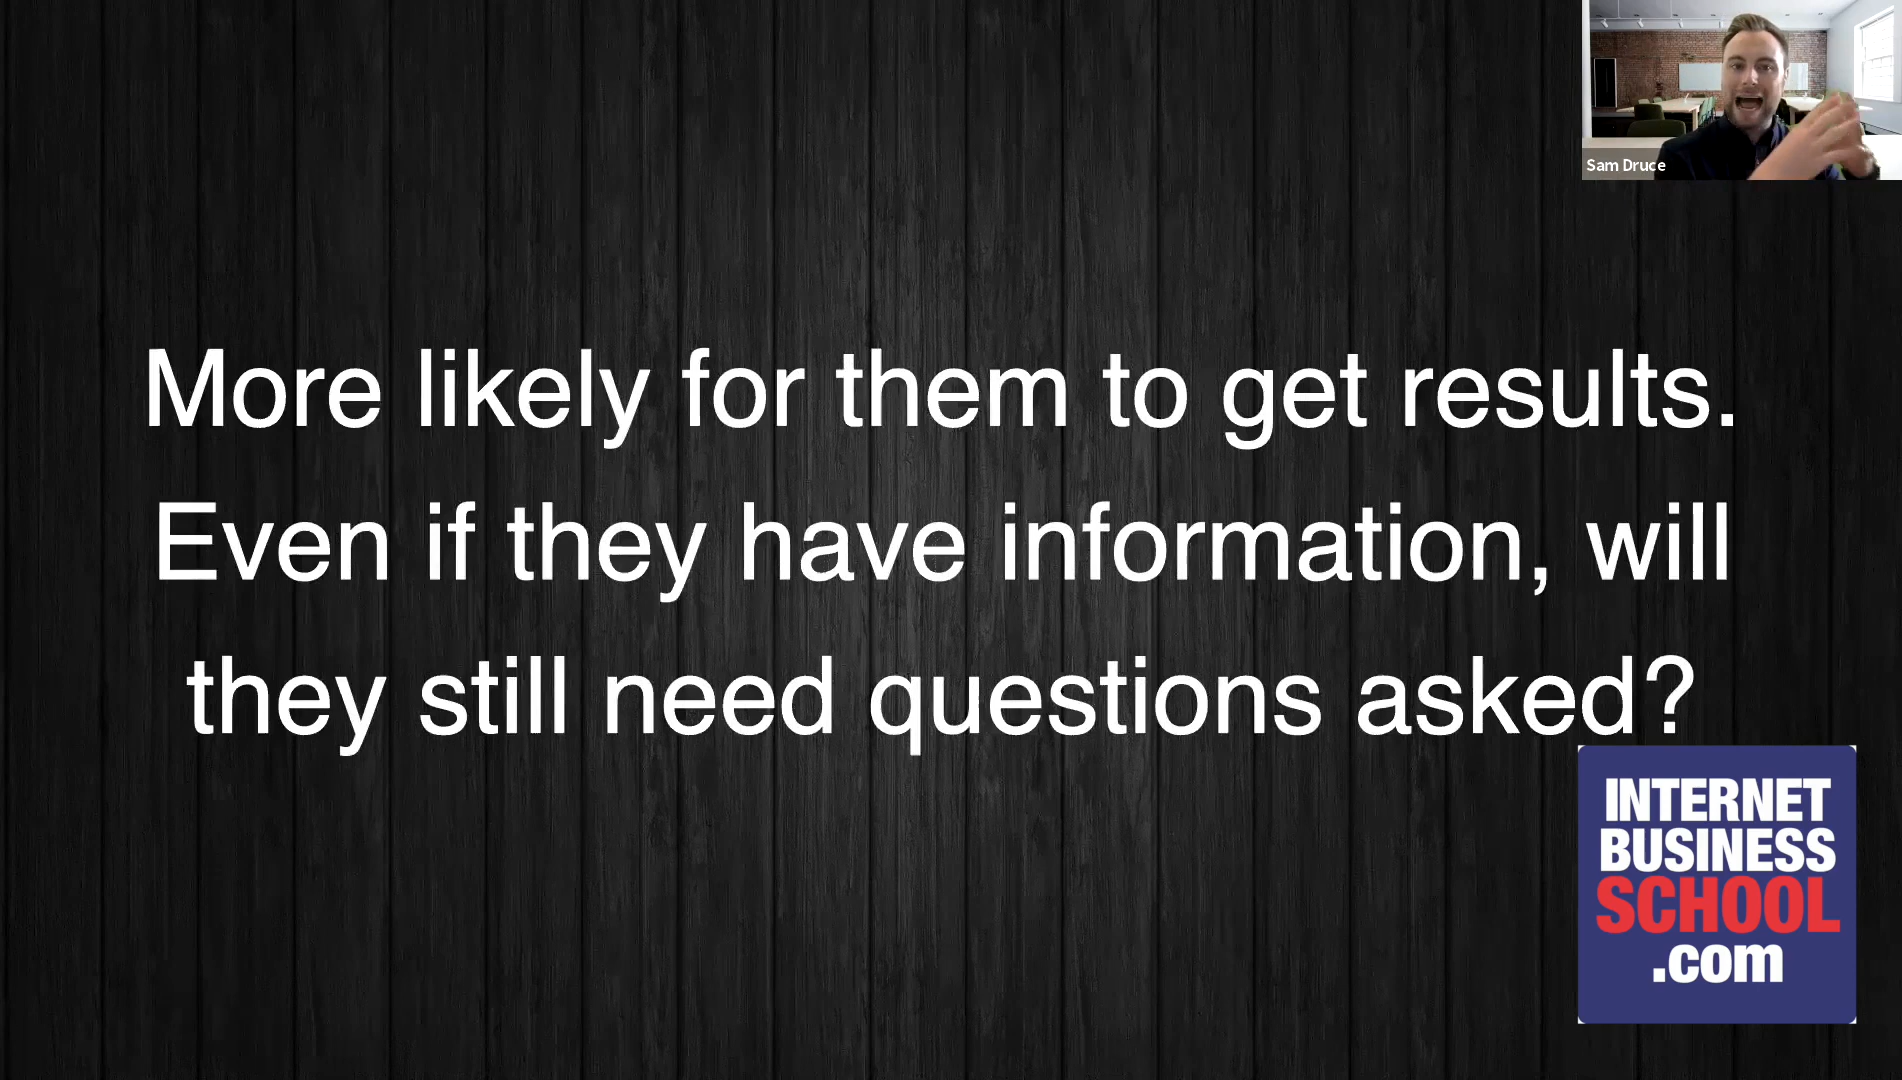 Sam Druce
More likely for them to get results.
Even if they have information, will
they still need questions asked?
INTERNET
BUSINESS
SCHOOL
.com